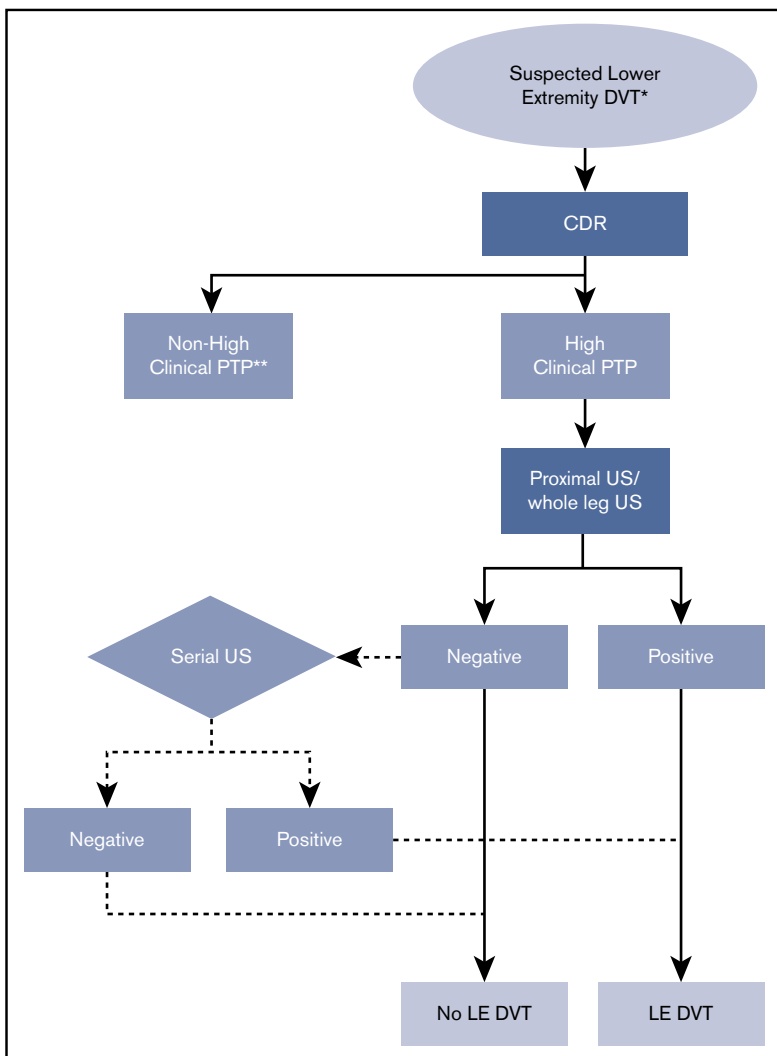 Suspected Lower
Extremity DVT*
CDR
Non-High
Clinical PTP**
High
Clinical PTP
Proximal US/
whole leg US
Serial US
Negative
Positive
Negative
Positive
No LE DVT
LE DVT